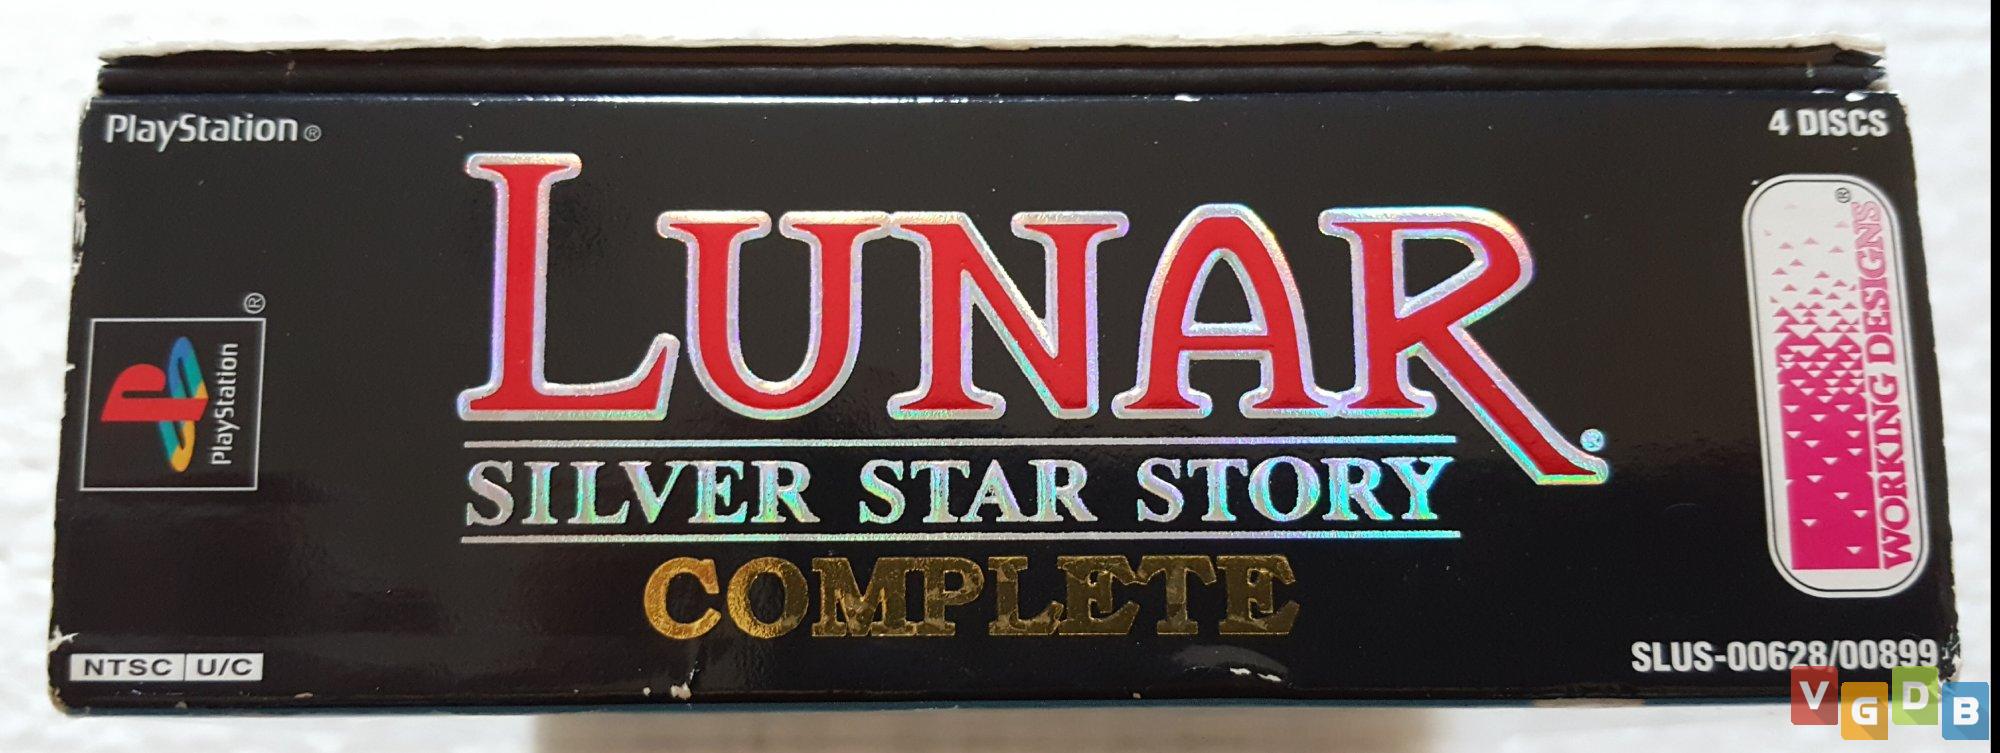 PlayStation®
4 DISCS
LUNAR®
SILVER STAR STORY
COMPLETE
PlayStation®
WORKING DESIGNS®
NTSC U/C
SLUS-00628/00899
VGDB